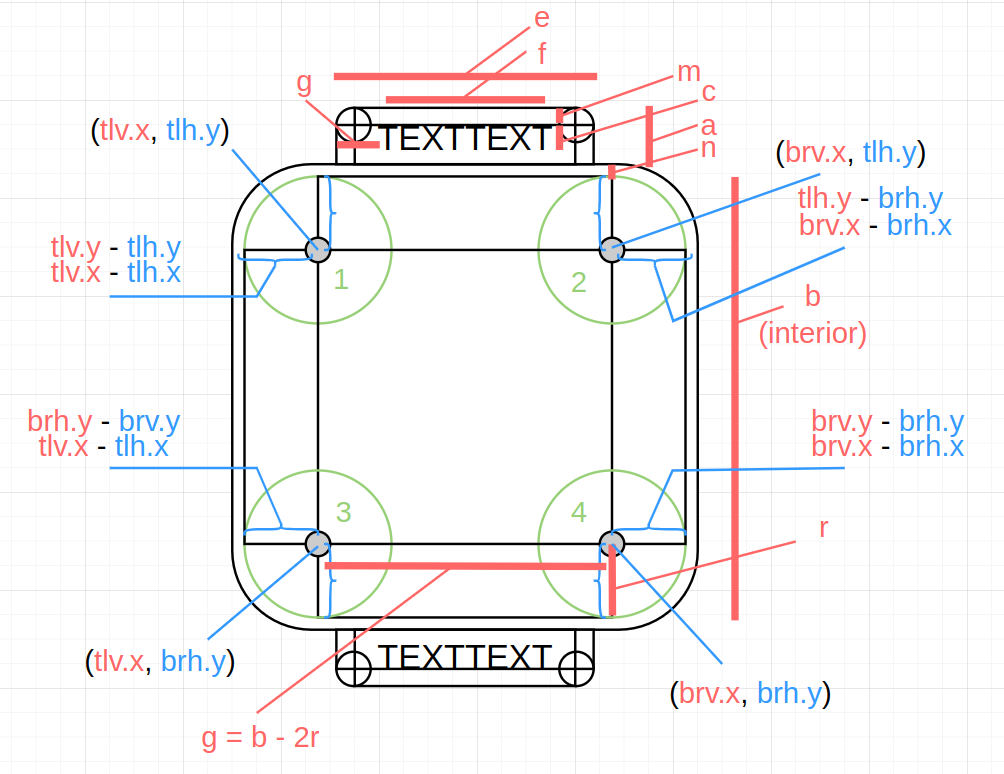 e
f
g
m
c
TEXTTEXT
a
n
(tlv.x, tlh.y)
(brv.x, tlh.y)
tlh.y - brh.y
brv.x - brh.x
tlv.y - tlh.y
tlv.x - tlh.x
1
2
b
(interior)
brh.y - brv.y
tlv.x - tlh.x
brv.y - brh.y
brv.x - brh.x
3
4
r
TEXTTEXT
(tlv.x, brh.y)
(brv.x, brh.y)
g = b - 2r